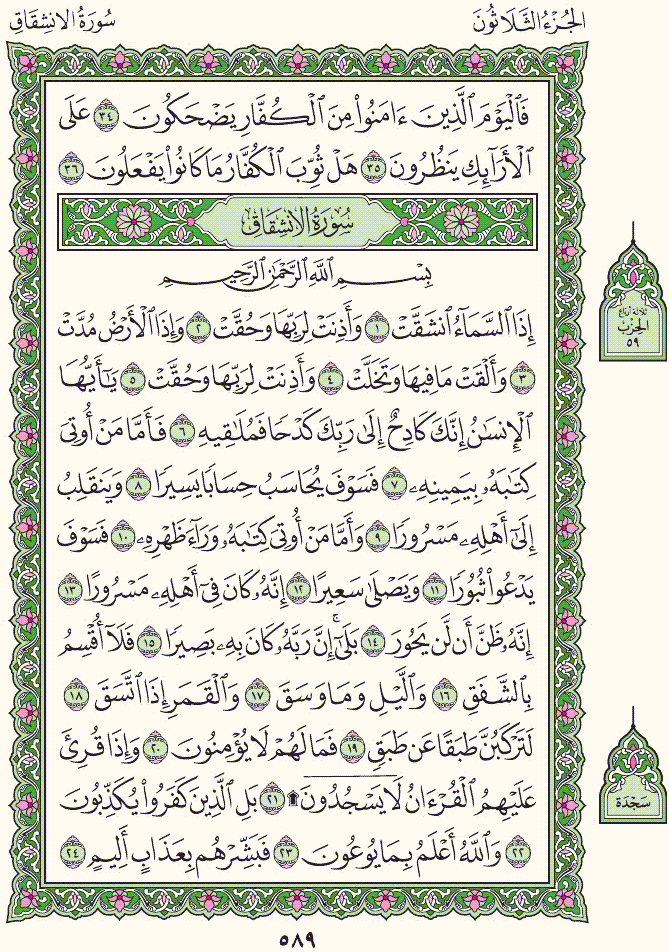 الجُزْءُ الثَّلَاثُونَ
سُورَةُ الانشِقَاقِ
فَٱلۡيَوۡمَ ٱلَّذِينَ ءَامَنُواْ مِنَ ٱلۡكُفَّارِ يَضۡحَكُونَ ٣٤ عَلَى
ٱلۡأَرَآئِكِ يَنظُرُونَ ٣٥ هَلۡ ثُوِّبَ ٱلۡكُفَّارُ مَا كَانُواْ يَفۡعَلُونَ ٣٦
سُورَةُ الانشِقَاقِ
بِسۡمِ ٱللَّهِ ٱلرَّحۡمَٰنِ ٱلرَّحِيمِ
إِذَا ٱلسَّمَآءُ ٱنشَقَّتۡ ١ وَأَذِنَتۡ لِرَبِّهَا وَحُقَّتۡ ٢ وَإِذَا ٱلۡأَرۡضُ مُدَّتۡ
٣ وَأَلۡقَتۡ مَا فِيهَا وَتَخَلَّتۡ ٤ وَأَذِنَتۡ لِرَبِّهَا وَحُقَّتۡ ٥ يَٰٓأَيُّهَا
ٱلۡإِنسَٰنُ إِنَّكَ كَادِحٌ إِلَىٰ رَبِّكَ كَدۡحٗا فَمُلَٰقِيهِ ٦ فَأَمَّا مَنۡ أُوتِيَ
كِتَٰبَهُۥ بِيَمِينِهِۦ ٧ فَسَوۡفَ يُحَاسَبُ حِسَابٗا يَسِيرٗا ٨ وَيَنقَلِبُ
إِلَىٰٓ أَهۡلِهِۦ مَسۡرُورٗا ٩ وَأَمَّا مَنۡ أُوتِيَ كِتَٰبَهُۥ وَرَآءَ ظَهۡرِهِۦ ١٠ فَسَوۡفَ
يَدۡعُواْ ثُبُورٗا ١١ وَيَصۡلَىٰ سَعِيرًا ١٢ إِنَّهُۥ كَانَ فِيٓ أَهۡلِهِۦ مَسۡرُورًا ١٣
إِنَّهُۥ ظَنَّ أَن لَّن يَحُورَ ١٤ بَلَىٰٓۚ إِنَّ رَبَّهُۥ كَانَ بِهِۦ بَصِيرٗا ١٥ فَلَآ أُقۡسِمُ
بِٱلشَّفَقِ ١٦ وَٱلَّيۡلِ وَمَا وَسَقَ ١٧ وَٱلۡقَمَرِ إِذَا ٱتَّسَقَ ١٨
لَتَرۡكَبُنَّ طَبَقًا عَن طَبَقٖ ١٩ فَمَا لَهُمۡ لَا يُؤۡمِنُونَ ٢٠ وَإِذَا قُرِئَ
عَلَيۡهِمُ ٱلۡقُرۡءَانُ لَا يَسۡجُدُونَۤ۩ ٢١ بَلِ ٱلَّذِينَ كَفَرُواْ يُكَذِّبُونَ
٢٢ وَٱللَّهُ أَعۡلَمُ بِمَا يُوعُونَ ٢٣ فَبَشِّرۡهُم بِعَذَابٍ أَلِيمٍ ٢٤
ثلاثة أرباع
الحِزْب
٥٩
سَجْدَة
٥٨٩